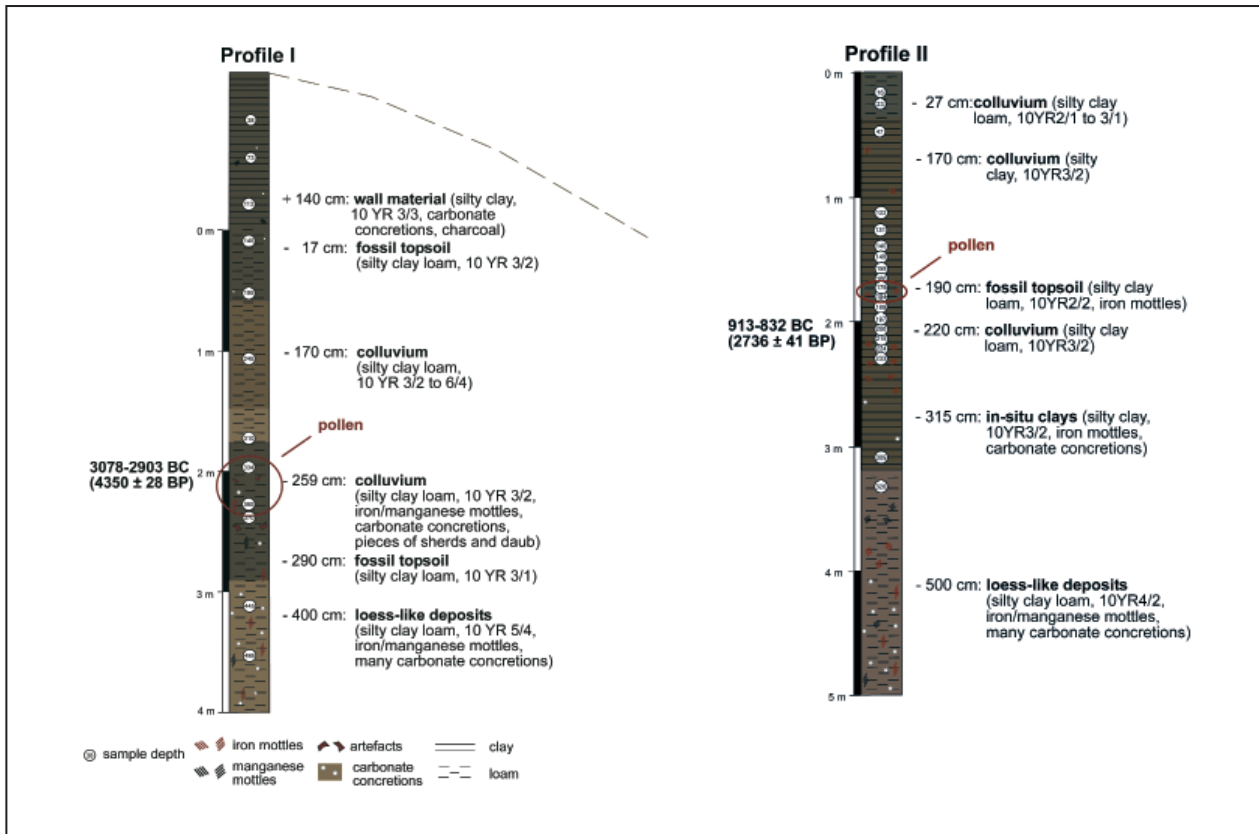 Profile I
+ 140 cm: wall material (silty clay,
10 YR 3/3, carbonate
concretions, charcoal)
- 17 cm: fossil topsoil
(silty clay loam, 10 YR 3/2)
- 170 cm: colluvium
(silty clay loam,
10 YR 3/2 to 6/4)
pollen
3078-2903 BC
(4350 ± 28 BP)
- 259 cm: colluvium
(silty clay loam, 10 YR 3/2,
iron/manganese mottles,
carbonate concretions,
pieces of sherds and daub)
- 290 cm: fossil topsoil
(silty clay loam, 10 YR 3/1)
- 400 cm: loess-like deposits
(silty clay loam, 10 YR 5/4,
iron/manganese mottles,
many carbonate concretions)
0 m
1 m
2 m
3 m
4 m
Profile II
0 m
1 m
2 m
3 m
4 m
5 m
- 27 cm: colluvium (silty clay
loam, 10YR2/1 to 3/1)
- 170 cm: colluvium (silty
clay, 10YR3/2)
pollen
- 190 cm: fossil topsoil (silty clay
loam, 10YR2/2, iron mottles)
913-832 BC
(2736 ± 41 BP)
- 220 cm: colluvium (silty clay
loam, 10YR3/2)
- 315 cm: in-situ clays (silty clay,
10YR3/2, iron mottles,
carbonate concretions)
- 500 cm: loess-like deposits
(silty clay loam, 10YR4/2,
iron/manganese mottles,
many carbonate concretions)
sample depth
iron mottles
manganese
mottles
artefacts
carbonate
concretions
clay
loam